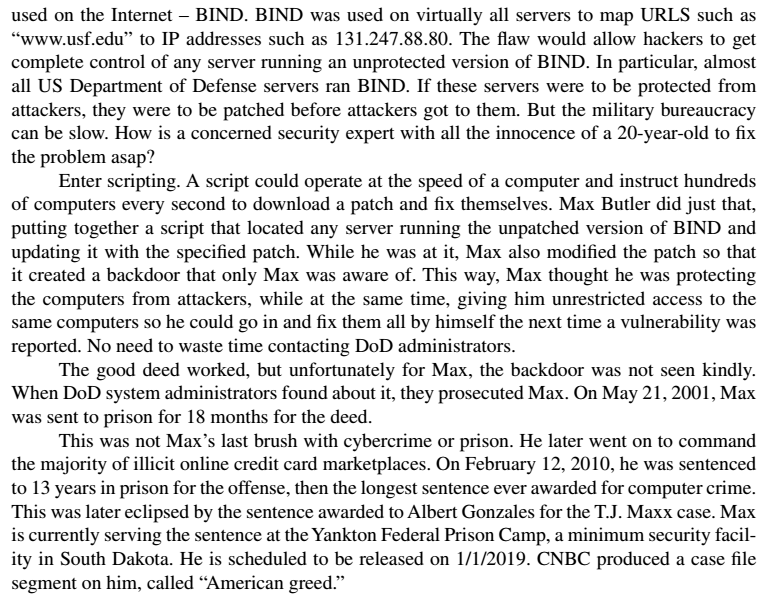 used on the Internet – BIND. BIND was used on virtually all servers to map URLS such as
“www.usf.edu” to IP addresses such as 131.247.88.80. The flaw would allow hackers to get
complete control of any server running an unprotected version of BIND. In particular, almost
all US Department of Defense servers ran BIND. If these servers were to be protected from
attackers, they were to be patched before attackers got to them. But the military bureaucracy
can be slow. How is a concerned security expert with all the innocence of a 20-year-old to fix
the problem asap?
Enter scripting. A script could operate at the speed of a computer and instruct hundreds
of computers every second to download a patch and fix themselves. Max Butler did just that,
putting together a script that located any server running the unpatched version of BIND and
updating it with the specified patch. While he was at it, Max also modified the patch so that
it created a backdoor that only Max was aware of. This way, Max thought he was protecting
the computers from attackers, while at the same time, giving him unrestricted access to the
same computers so he could go in and fix them all by himself the next time a vulnerability was
reported. No need to waste time contacting DoD administrators.
The good deed worked, but unfortunately for Max, the backdoor was not seen kindly.
When DoD system administrators found about it, they prosecuted Max. On May 21, 2001, Max
was sent to prison for 18 months for the deed.
This was not Max’s last brush with cybercrime or prison. He later went on to command
the majority of illicit online credit card marketplaces. On February 12, 2010, he was sentenced
to 13 years in prison for the offense, then the longest sentence ever awarded for computer crime.
This was later eclipsed by the sentence awarded to Albert Gonzales for the T.J. Maxx case. Max
is currently serving the sentence at the Yankton Federal Prison Camp, a minimum security facil-
ity in South Dakota. He is scheduled to be released on 1/1/2019. CNBC produced a case file
segment on him, called “American greed.”